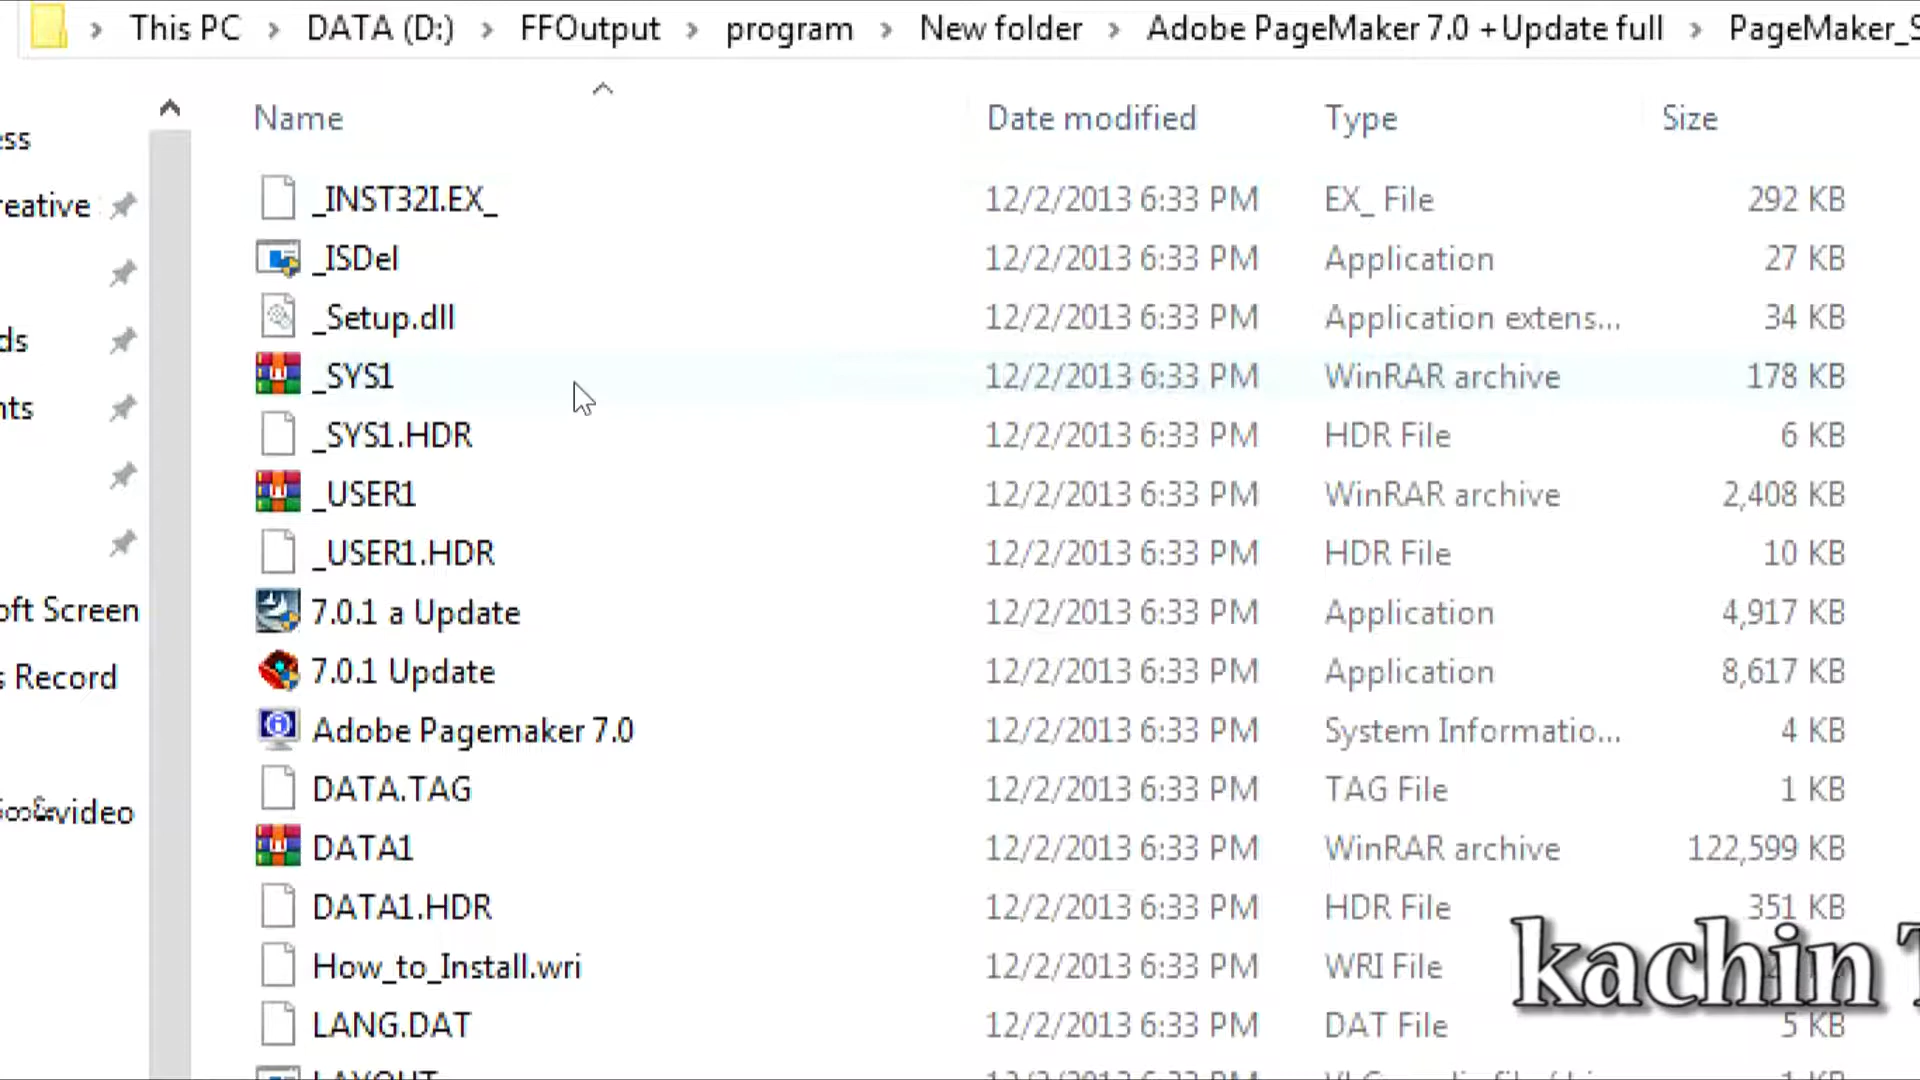 This PC > DATA (D:) > FFOutput > program > New folder > Adobe PageMaker 7.0 +Update full > PageMaker_S
Name Date modified Type Size
ess
reative
ds
nts
oft Screen
s Record
video
_INST32I.EX_ 12/2/2013 6:33 PM EX_ File 292 KB
_ISDel 12/2/2013 6:33 PM Application 27 KB
_Setup.dll 12/2/2013 6:33 PM Application extens... 34 KB
_SYS1 12/2/2013 6:33 PM WinRAR archive 178 KB
_SYS1.HDR 12/2/2013 6:33 PM HDR File 6 KB
_USER1 12/2/2013 6:33 PM WinRAR archive 2,408 KB
_USER1.HDR 12/2/2013 6:33 PM HDR File 10 KB
7.0.1 a Update 12/2/2013 6:33 PM Application 4,917 KB
7.0.1 Update 12/2/2013 6:33 PM Application 8,617 KB
Adobe Pagemaker 7.0 12/2/2013 6:33 PM System Informatio... 4 KB
DATA.TAG 12/2/2013 6:33 PM TAG File 1 KB
DATA1 12/2/2013 6:33 PM WinRAR archive 122,599 KB
DATA1.HDR 12/2/2013 6:33 PM HDR File 351 KB
How_to_Install.wri 12/2/2013 6:33 PM WRI File
LANG.DAT 12/2/2013 6:33 PM DAT File 5 KB
kachin T